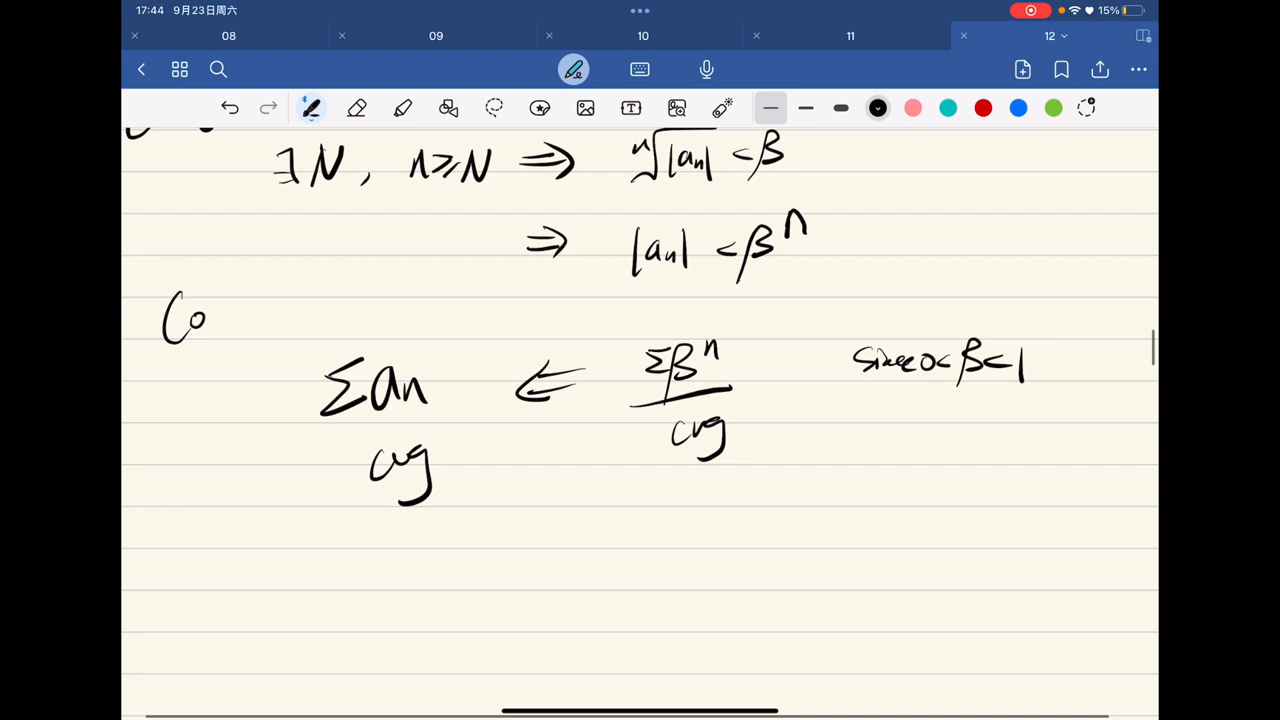 17:44 9月23日周六
15%
08 09 10 11 12
∃N, n≥N ⇒ ⁿ√|aₙ| < β
⇒ |aₙ| < βⁿ
Co
Σaₙ ⇐ Σβⁿ since 0<β<1
cvg cvg